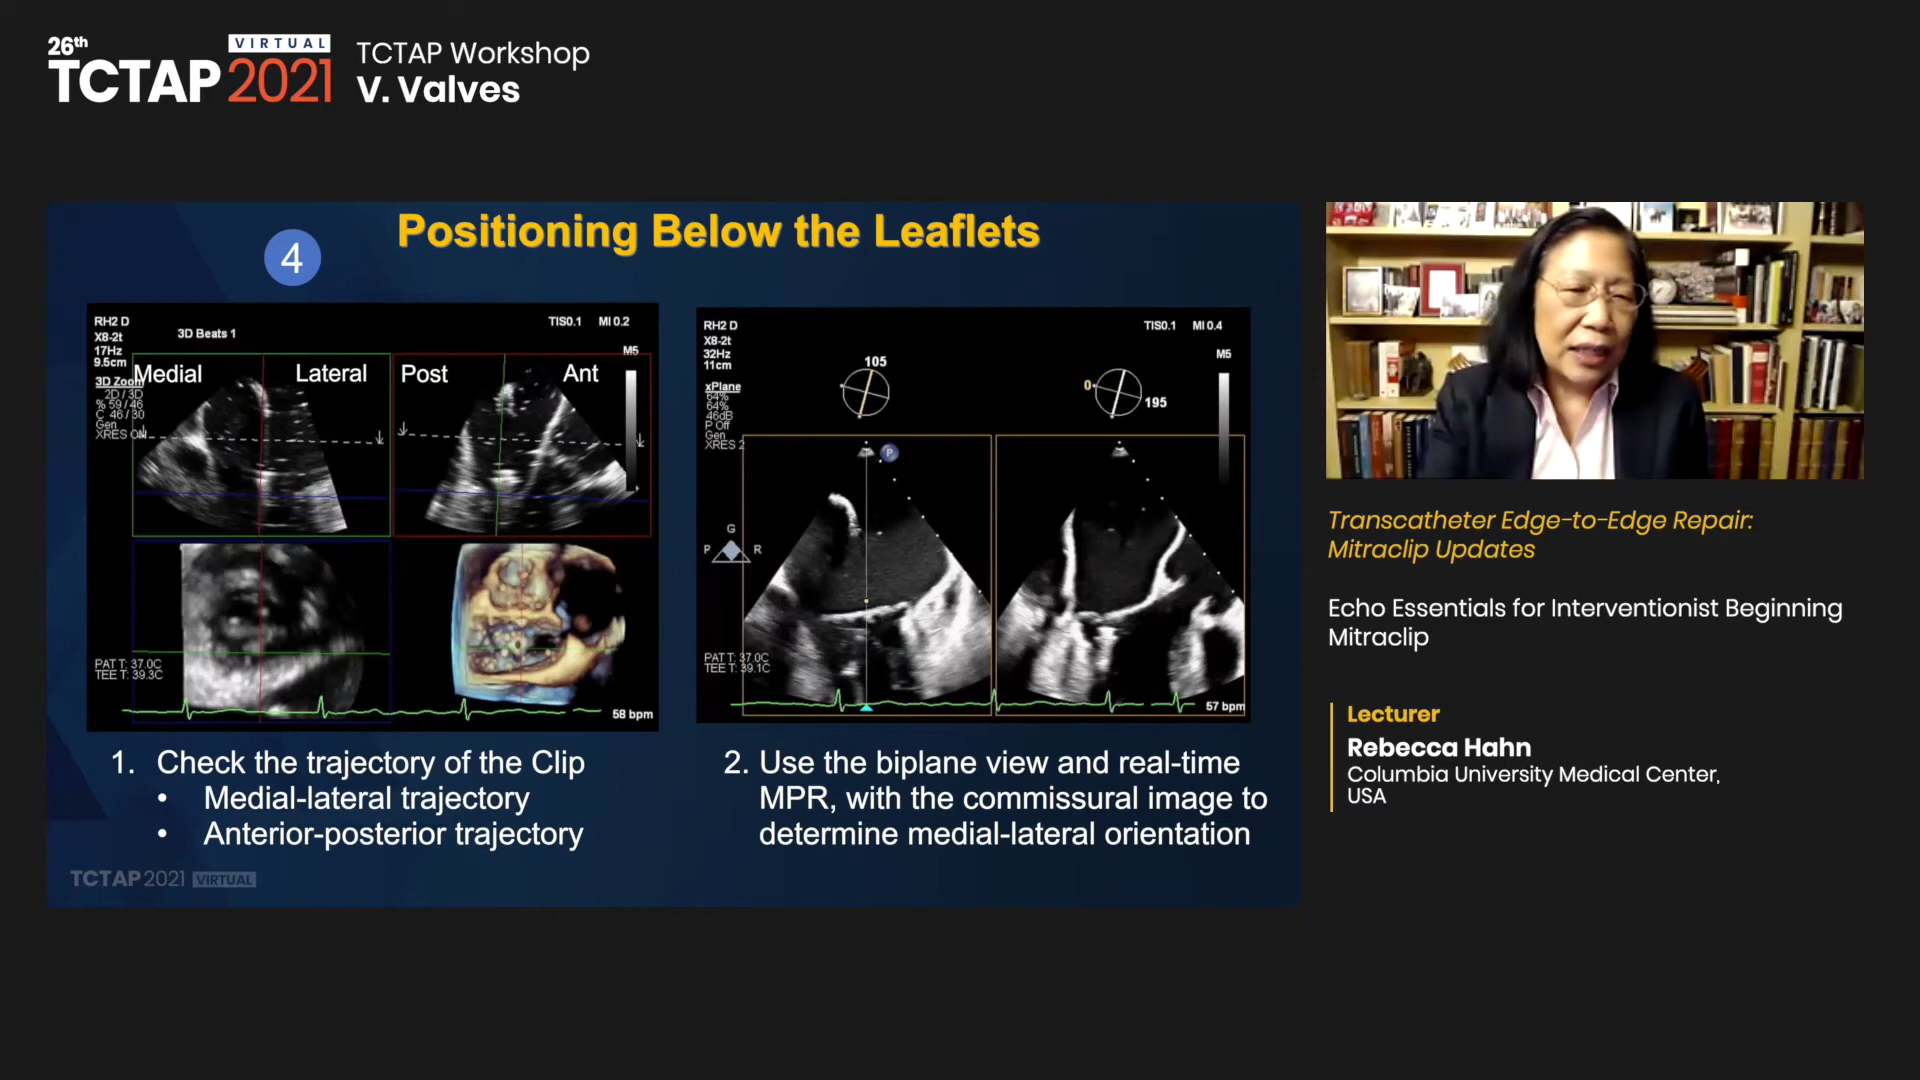 26th
VIRTUAL
TCTAP 2021
TCTAP Workshop
V. Valves
4
Positioning Below the Leaflets
RH2 D
X8-2t
17Hz
9.5cm
3D Beats 1
TIS0.1 MI 0.2
M5
3D Zoom
2D / 3D
% 59 / 46
C 46 / 30
Gen
XRES ON
Medial
Lateral
Post
Ant
PAT T: 37.0C
TEE T: 39.3C
58 bpm
RH2 D
X8-2t
32Hz
11cm
TIS0.1 MI 0.4
M5
xPlane
64%
64%
46dB
P Off
Gen
XRES 2
105
0
195
P
G
P R
PAT T: 37.0C
TEE T: 39.1C
57 bpm
1. Check the trajectory of the Clip
• Medial-lateral trajectory
• Anterior-posterior trajectory
2. Use the biplane view and real-time
MPR, with the commissural image to
determine medial-lateral orientation
TCTAP 2021 VIRTUAL
Transcatheter Edge-to-Edge Repair:
Mitraclip Updates
Echo Essentials for Interventionist Beginning
Mitraclip
Lecturer
Rebecca Hahn
Columbia University Medical Center,
USA